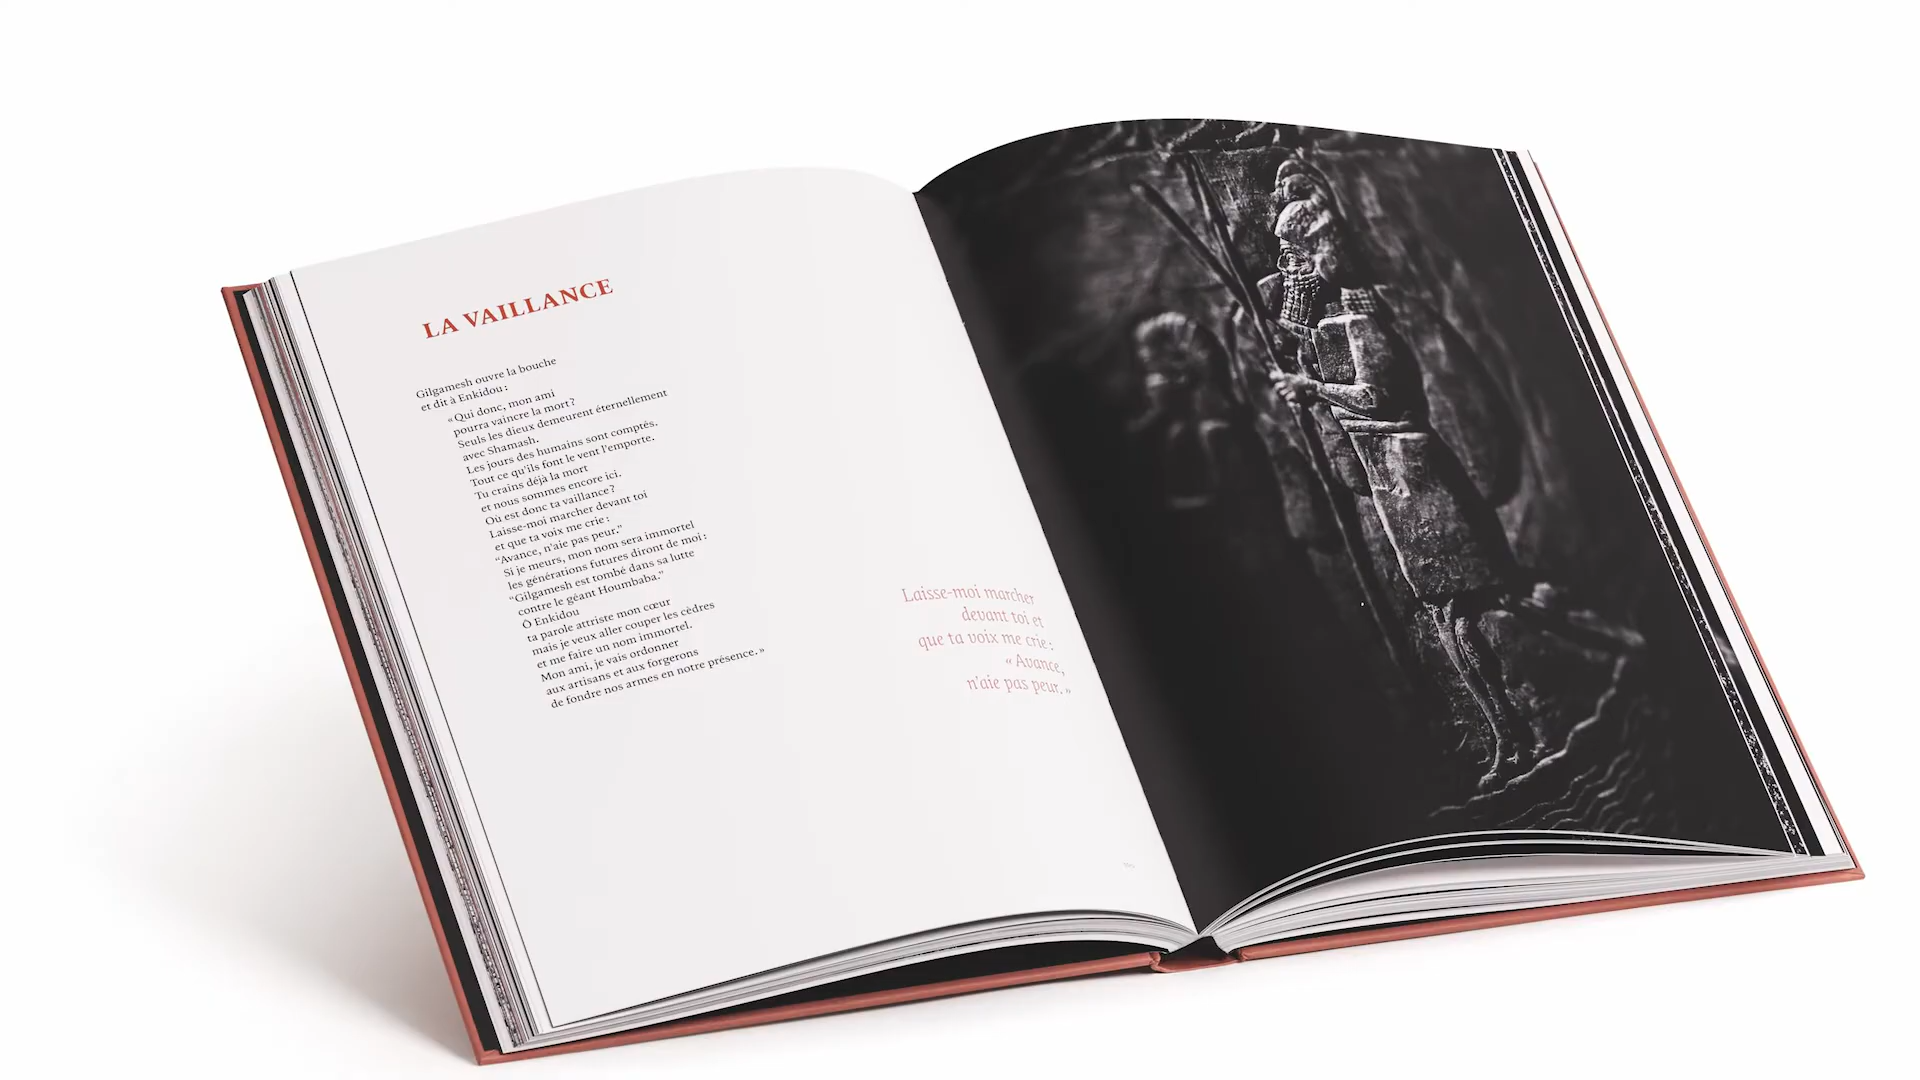 LA VAILLANCE
Gilgamesh ouvre la bouche
et dit à Enkidou :
« Qui donc, mon ami
pourra vaincre la mort ?
Seuls les dieux demeurent éternellement
avec Shamash.
Les jours des humains sont comptés.
Tout ce qu'ils font le vent l'emporte.
Tu crains déjà la mort
et nous sommes encore ici.
Où est donc ta vaillance ?
Laisse-moi marcher devant toi
et que ta voix me crie :
“Avance, n'aie pas peur.”
Si je meurs, mon nom sera immortel
les générations futures diront de moi :
“Gilgamesh est tombé dans sa lutte
contre le géant Houmbaba.”
Ô Enkidou
ta parole attriste mon cœur
mais je veux aller couper les cèdres
et me faire un nom immortel.
Mon ami, je vais ordonner
aux artisans et aux forgerons
de fondre nos armes en notre présence. »
Laisse-moi marcher
devant toi et
que ta voix me crie :
« Avance,
n'aie pas peur. »